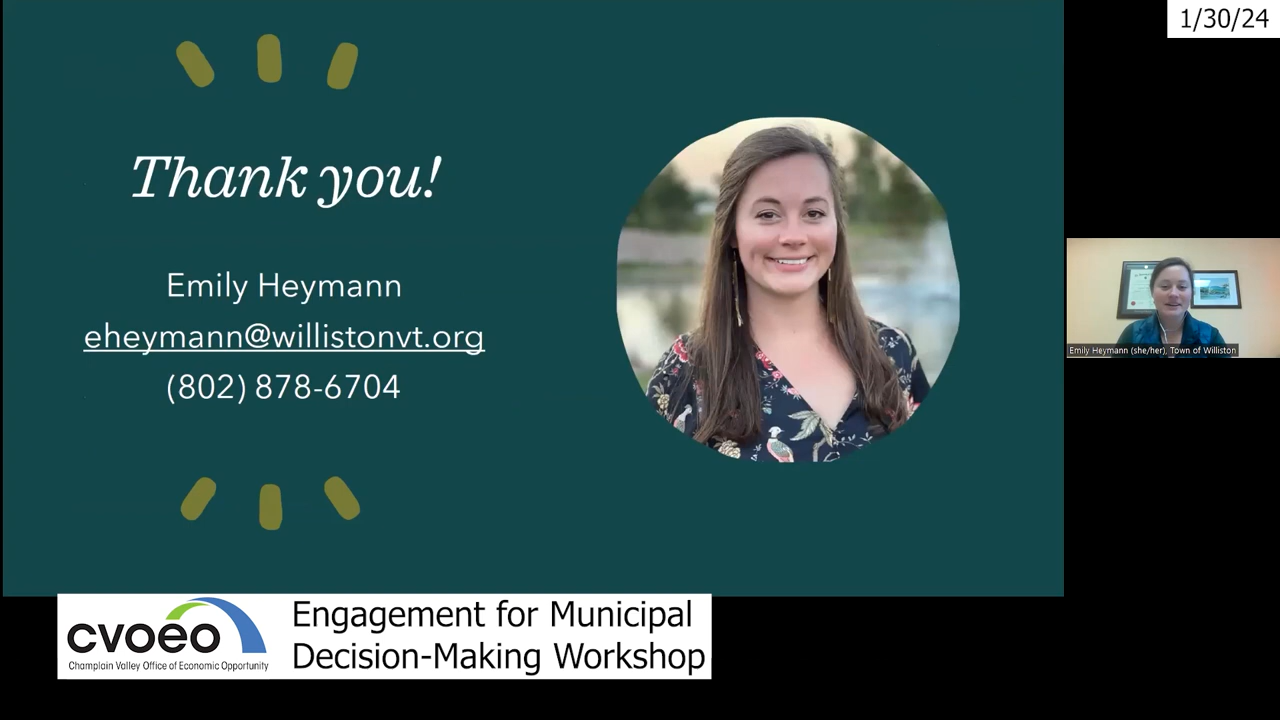 1/30/24
Thank you!
Emily Heymann
eheymann@willistonvt.org
(802) 878-6704
Emily Heymann (she/her), Town of Williston
cvoeo
Champlain Valley Office of Economic Opportunity
Engagement for Municipal
Decision-Making Workshop